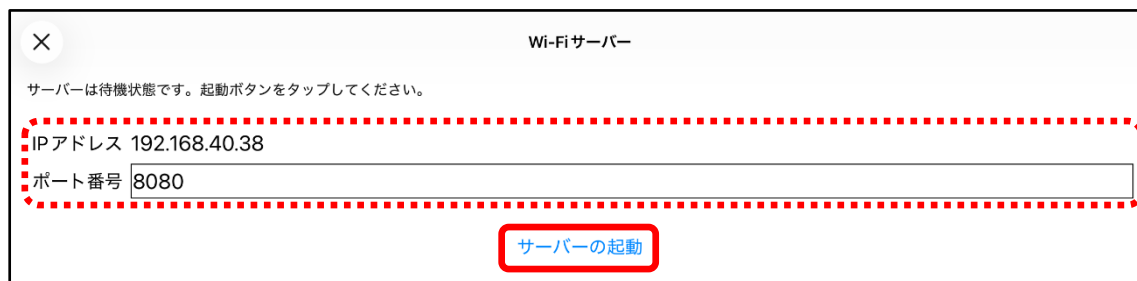 Wi-Fiサーバー
サーバーは待機状態です。起動ボタンをタップしてください。
IPアドレス 192.168.40.38
ポート番号 8080
サーバーの起動